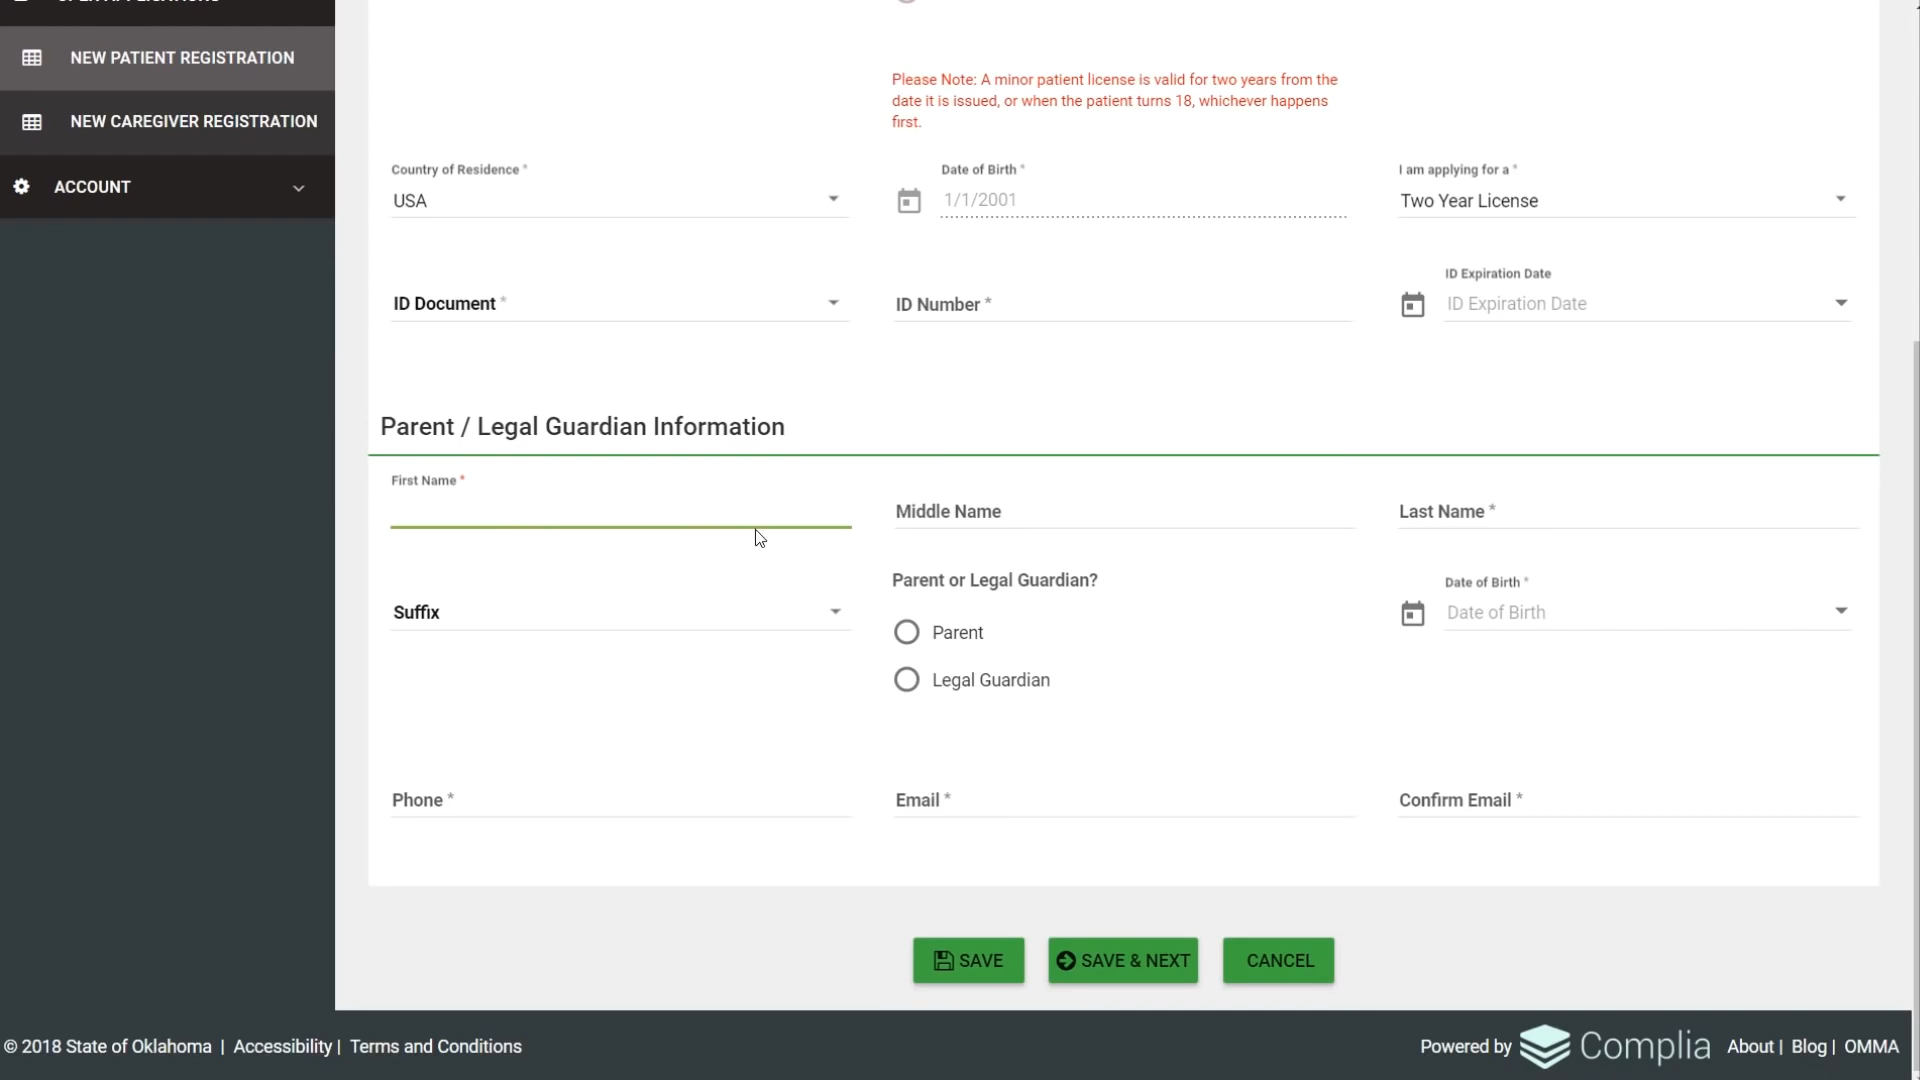 NEW PATIENT REGISTRATION
NEW CAREGIVER REGISTRATION
ACCOUNT
Please Note: A minor patient license is valid for two years from the
date it is issued, or when the patient turns 18, whichever happens
first.
Country of Residence *
USA
Date of Birth *
1/1/2001
I am applying for a *
Two Year License
ID Document *
ID Number *
ID Expiration Date
ID Expiration Date
Parent / Legal Guardian Information
First Name *
Middle Name
Last Name *
Suffix
Parent or Legal Guardian?
Parent
Legal Guardian
Date of Birth *
Date of Birth
Phone *
Email *
Confirm Email *
SAVE
SAVE & NEXT
CANCEL
© 2018 State of Oklahoma | Accessibility | Terms and Conditions
Powered by Complia About | Blog | OMMA